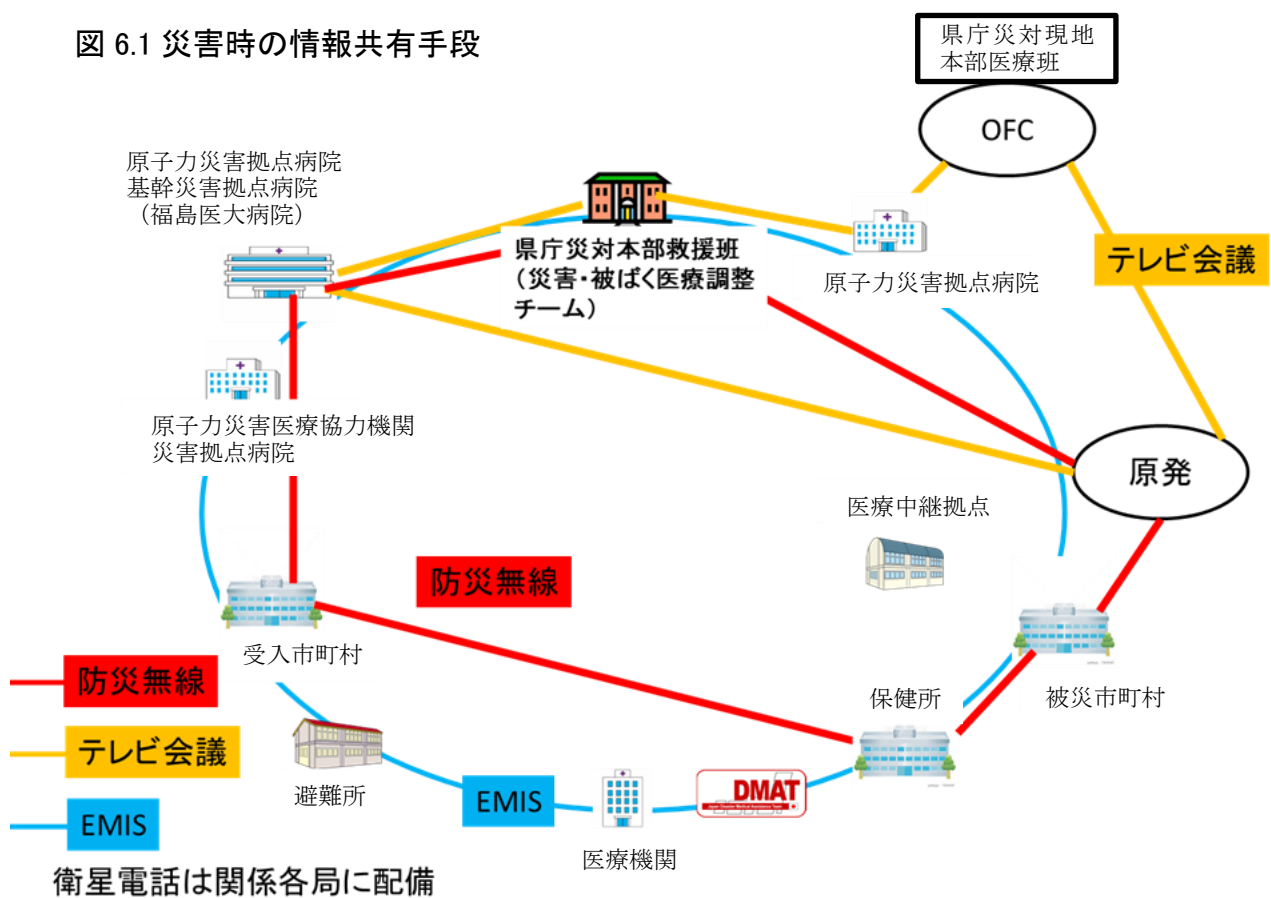 図 6.1 災害時の情報共有手段
県庁災対現地
本部医療班
OFC
原子力災害拠点病院
基幹災害拠点病院
（福島医大病院）
県庁災対本部救援班
（災害・被ばく医療調整
チーム）
原子力災害拠点病院
テレビ会議
原子力災害医療協力機関
災害拠点病院
原発
医療中継拠点
防災無線
受入市町村
保健所
被災市町村
防災無線
テレビ会議
避難所
EMIS
DMAT
Japan Disaster Medical Assistance Team
EMIS
医療機関
衛星電話は関係各局に配備